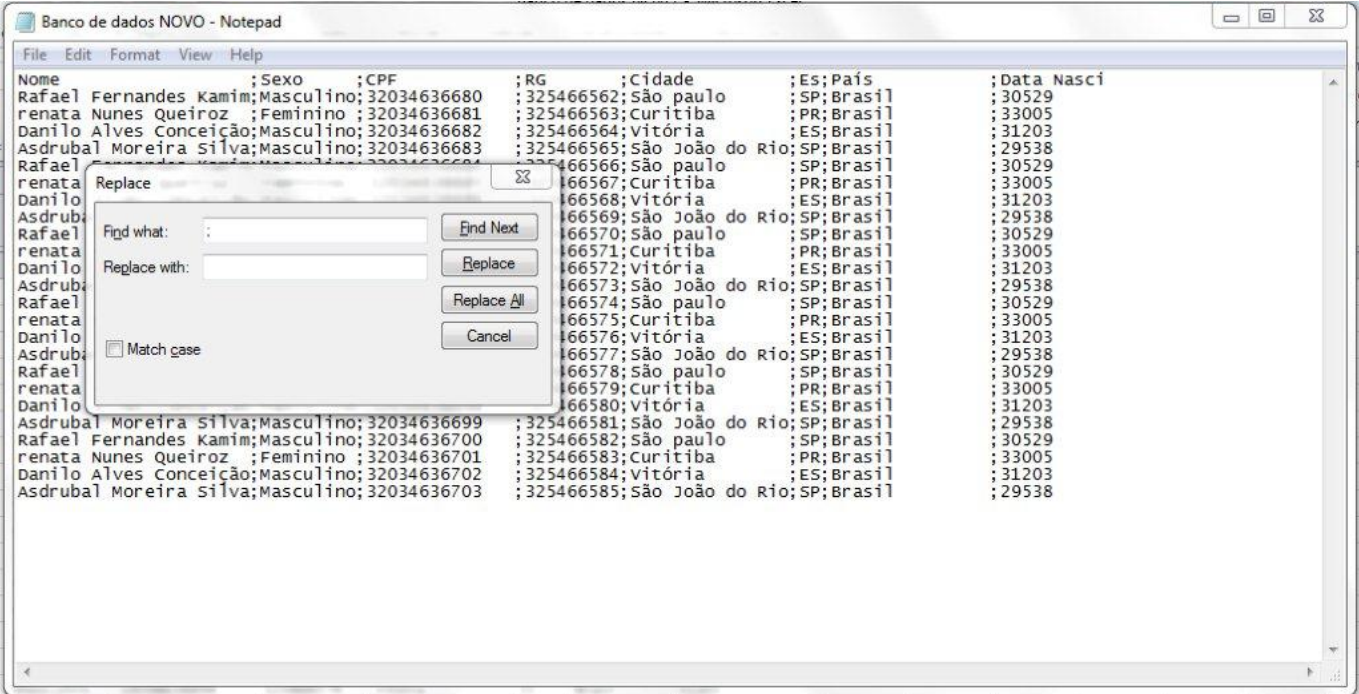 Banco de dados NOVO - Notepad
File Edit Format View Help
Nome ;Sexo ;CPF ;RG ;Cidade ;Es;País ;Data Nasci
Rafael Fernandes Kamim;Masculino;32034636680 ;325466562;São paulo ;SP;Brasil ;30529
renata Nunes Queiroz ;Feminino ;32034636681 ;325466563;Curitiba ;PR;Brasil ;33005
Danilo Alves Conceição;Masculino;32034636682 ;325466564;Vitória ;ES;Brasil ;31203
Asdrubal Moreira Silva;Masculino;32034636683 ;325466565;São João do Rio;SP;Brasil ;29538
Rafael 466566;São paulo ;SP;Brasil ;30529
renata 466567;Curitiba ;PR;Brasil ;33005
Danilo 466568;Vitória ;ES;Brasil ;31203
Asdruba 466569;São João do Rio;SP;Brasil ;29538
Rafael 466570;São paulo ;SP;Brasil ;30529
renata 466571;Curitiba ;PR;Brasil ;33005
Danilo 466572;Vitória ;ES;Brasil ;31203
Asdruba 466573;São João do Rio;SP;Brasil ;29538
Rafael 466574;São paulo ;SP;Brasil ;30529
renata 466575;Curitiba ;PR;Brasil ;33005
Danilo 466576;Vitória ;ES;Brasil ;31203
Asdruba 466577;São João do Rio;SP;Brasil ;29538
Rafael 466578;São paulo ;SP;Brasil ;30529
renata 466579;Curitiba ;PR;Brasil ;33005
Danilo 466580;Vitória ;ES;Brasil ;31203
Asdrubal Moreira Silva;Masculino;32034636699 ;325466581;São João do Rio;SP;Brasil ;29538
Rafael Fernandes Kamim;Masculino;32034636700 ;325466582;São paulo ;SP;Brasil ;30529
renata Nunes Queiroz ;Feminino ;32034636701 ;325466583;Curitiba ;PR;Brasil ;33005
Danilo Alves Conceição;Masculino;32034636702 ;325466584;Vitória ;ES;Brasil ;31203
Asdrubal Moreira Silva;Masculino;32034636703 ;325466585;São João do Rio;SP;Brasil ;29538
Replace
Find what: ; Find Next
Replace with: Replace
Replace All
Match case Cancel